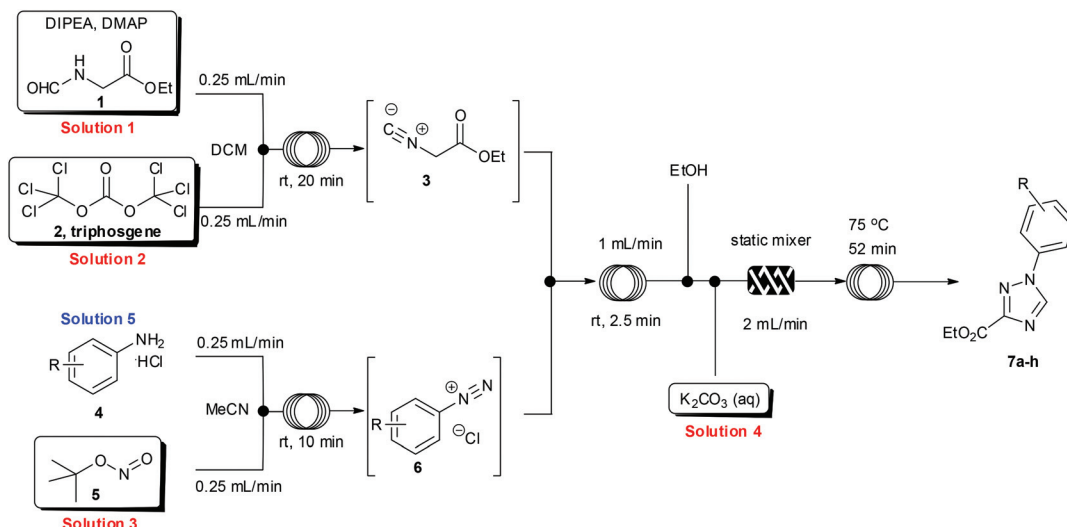 DIPEA, DMAP
OHC
H
N
O
OEt
1
Solution 1
0.25 mL/min
DCM
rt, 20 min
Cl
Cl
Cl
O
O
O
Cl
Cl
Cl
2, triphosgene
Solution 2
0.25 mL/min
⊖
C
⊕
N
O
OEt
3
Solution 5
NH2
·HCl
R
4
0.25 mL/min
MeCN
rt, 10 min
O
N
O
5
Solution 3
0.25 mL/min
⊕
N
N
R
⊖Cl
6
1 mL/min
rt, 2.5 min
EtOH
static mixer
2 mL/min
K2CO3 (aq)
Solution 4
75 ºC
52 min
R
N
N
N
EtO2C
7a-h